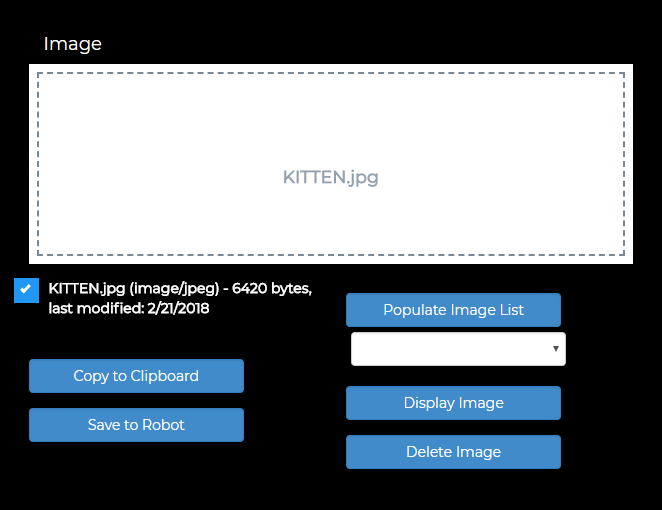 Image
KITTEN.jpg
KITTEN.jpg (image/jpeg) - 6420 bytes,
last modified: 2/21/2018
Populate Image List
Copy to Clipboard
Display Image
Save to Robot
Delete Image